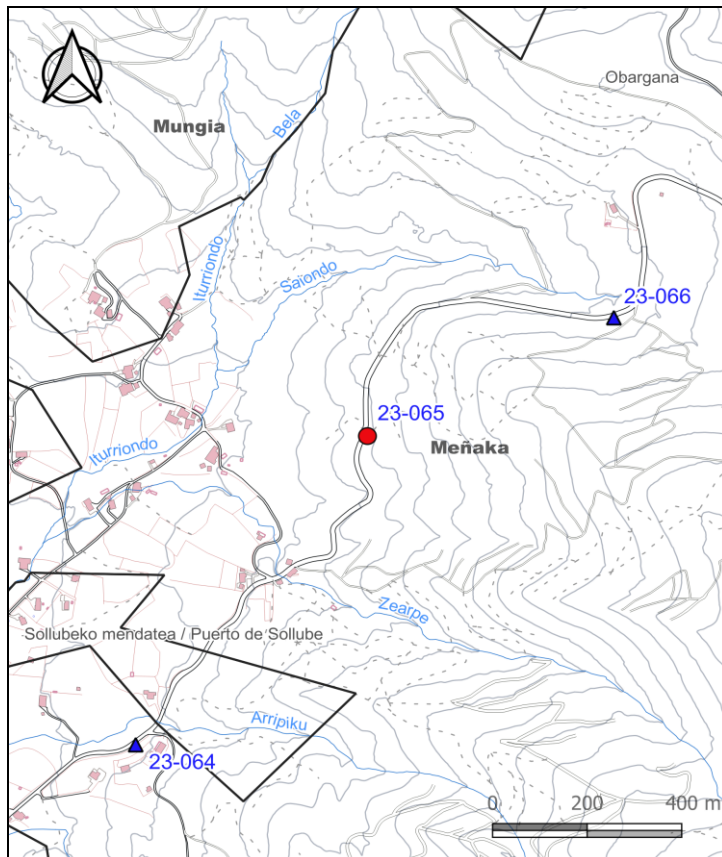 Obargana
Mungia
Bela
Iturriondo
Saiondo
23-066
23-065
Meñaka
Iturriondo
Zearpe
Sollubeko mendatea / Puerto de Sollube
Arripiku
23-064
0 200 400 m